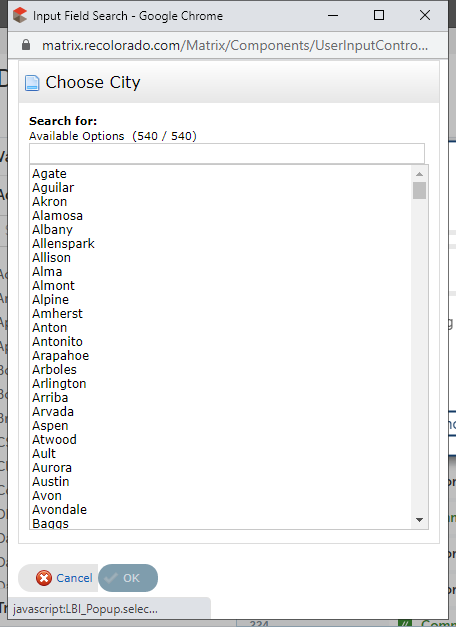 Input Field Search - Google Chrome
matrix.recolorado.com/Matrix/Components/UserInputContro...
Choose City
Search for:
Available Options (540 / 540)
Agate
Aguilar
Akron
Alamosa
Albany
Allenspark
Allison
Alma
Almont
Alpine
Amherst
Anton
Antonito
Arapahoe
Arboles
Arlington
Arriba
Arvada
Aspen
Atwood
Ault
Aurora
Austin
Avon
Avondale
Baggs
Cancel
OK
javascript:LBI_Popup.selec...